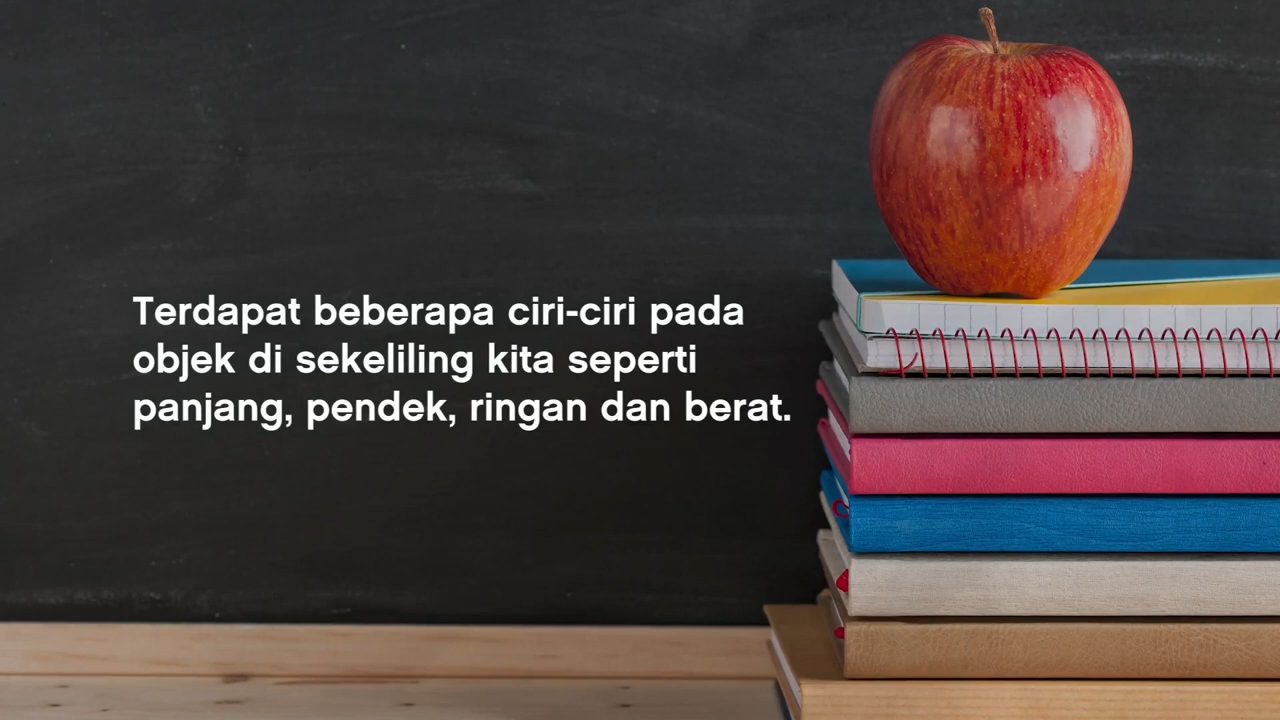 Terdapat beberapa ciri-ciri pada
objek di sekeliling kita seperti
panjang, pendek, ringan dan berat.